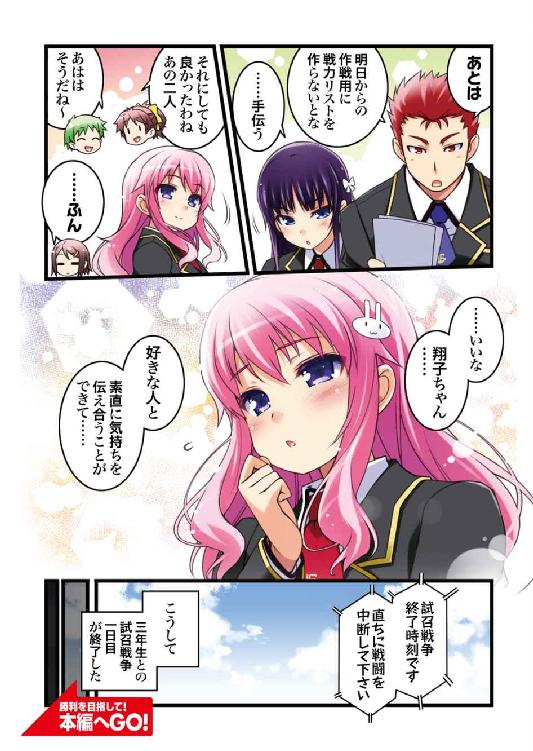 あとは
明日からの
作戦用に
戦力リストを
作らないとな
……手伝う
それにしても
良かったわね
あの二人
あはは
そうだね～
……ふん
……いいな
翔子ちゃん
……
好きな人と
素直に気持ちを
伝え合うことが
できて……
試召戦争
終了時刻です
直ちに戦闘を
中断して下さい
こうして
三年生との
試召戦争
一日目
が終了した
勝利を目指して!
本編へGO!